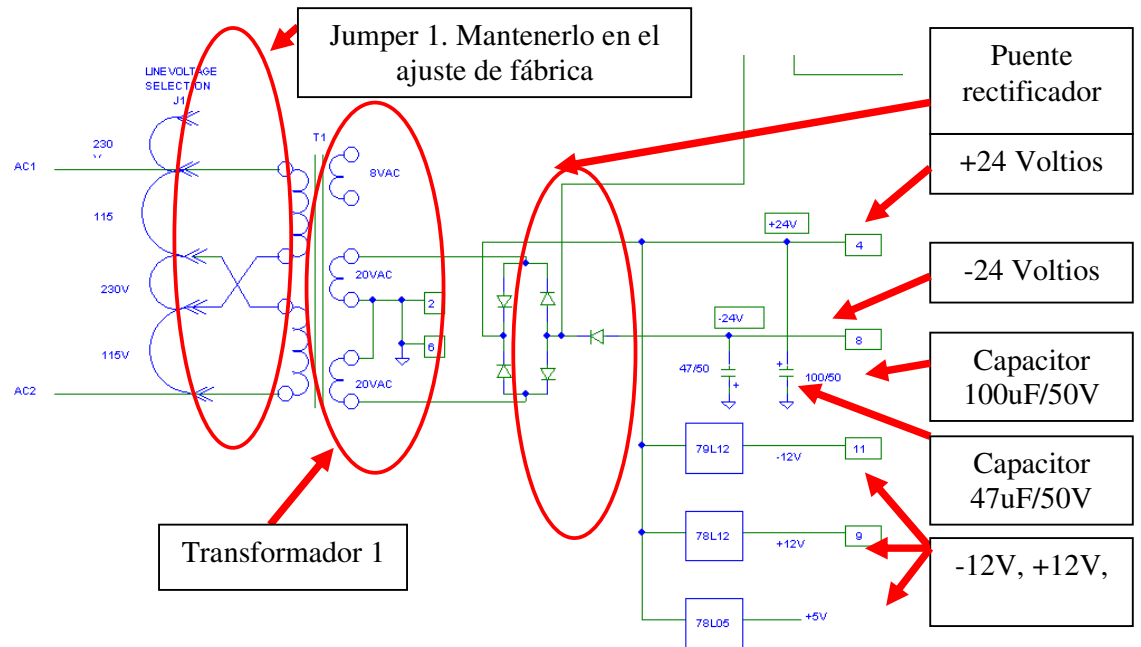 Jumper 1. Mantenerlo en el
ajuste de fábrica
Puente
rectificador
+24 Voltios
-24 Voltios
Capacitor
100uF/50V
Capacitor
47uF/50V
-12V, +12V,
Transformador 1
LINE VOLTAGE
SELECTION
J1
230
V
AC1
115
230V
115V
AC2
T1
8VAC
20VAC
20VAC
2
6
+24V
4
-24V
8
47/50
+
+
100/50
79L12
-12V
11
78L12
+12V
9
78L05
+5V